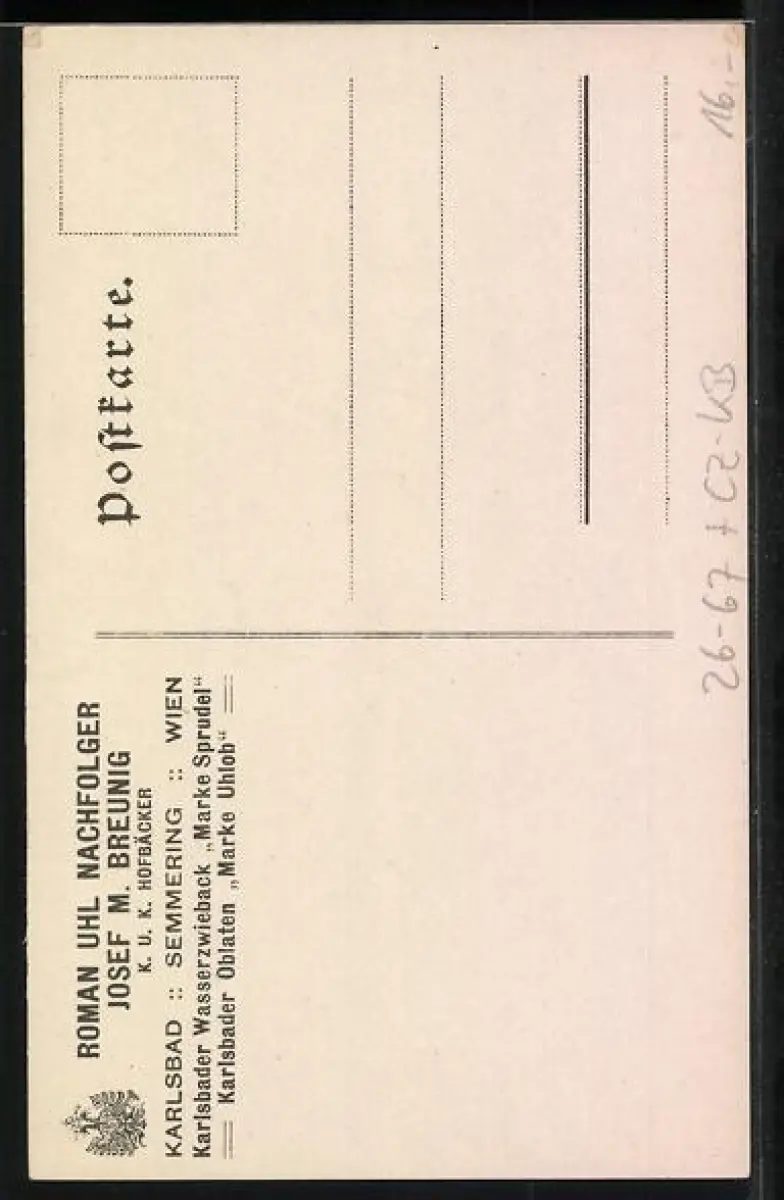 ROMAN UHL NACHFOLGER
JOSEF M. BREUNIG
K. U. K. HOFBÄCKER
KARLSBAD :: SEMMERING :: WIEN
Karlsbader Wasserzwieback „Marke Sprudel“
Karlsbader Oblaten „Marke Uhlob“
Postkarte.
26-67 + CZ-KB
16,-